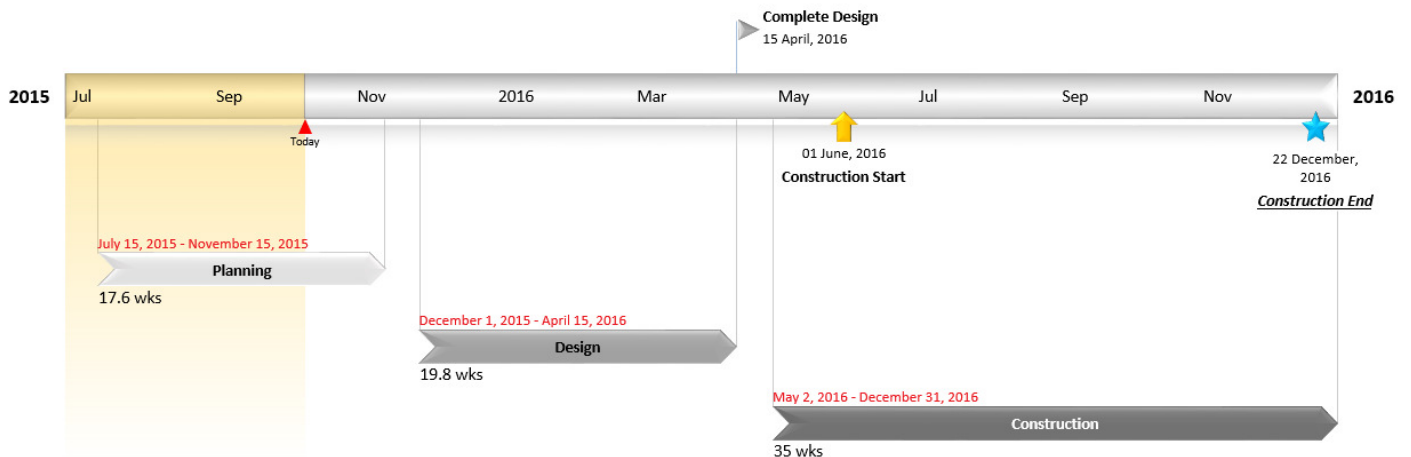 Complete Design
15 April, 2016
2015 Jul Sep Nov 2016 Mar May Jul Sep Nov 2016
Today
01 June, 2016
Construction Start
22 December,
2016
Construction End
July 15, 2015 - November 15, 2015
Planning
17.6 wks
December 1, 2015 - April 15, 2016
Design
19.8 wks
May 2, 2016 - December 31, 2016
Construction
35 wks